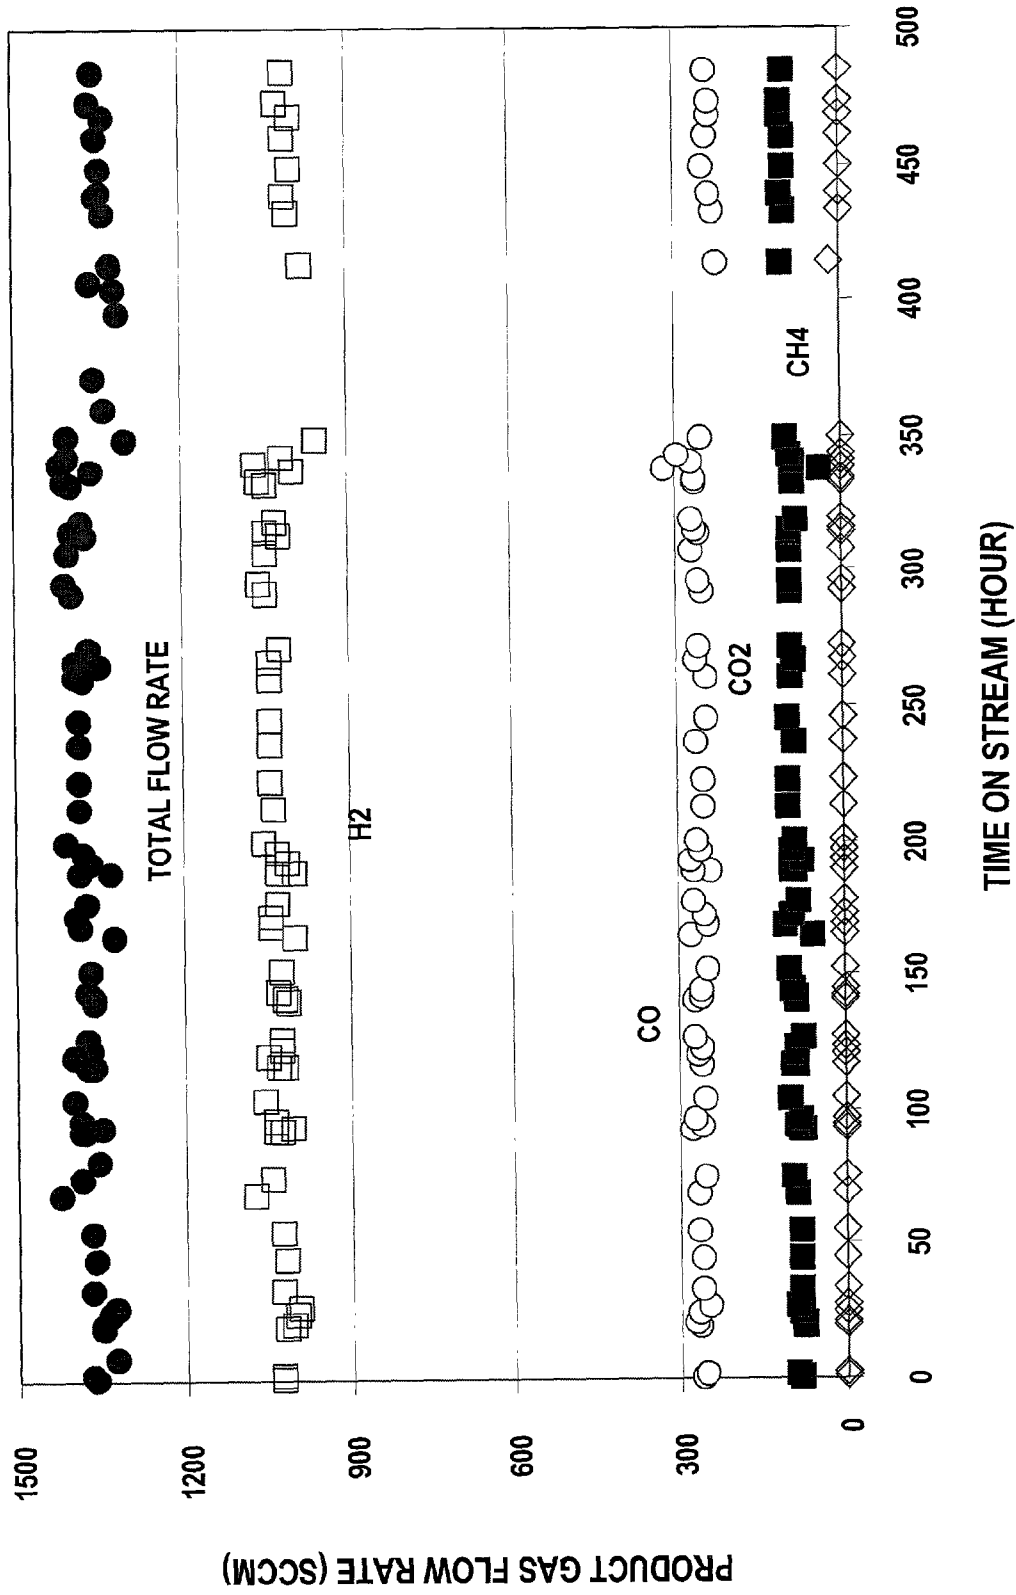 PRODUCT GAS FLOW RATE (SCCM)
1500
1200
900
600
300
0
TOTAL FLOW RATE
H2
CO
CO2
CH4
0
50
100
150
200
250
300
350
400
450
500
TIME ON STREAM (HOUR)